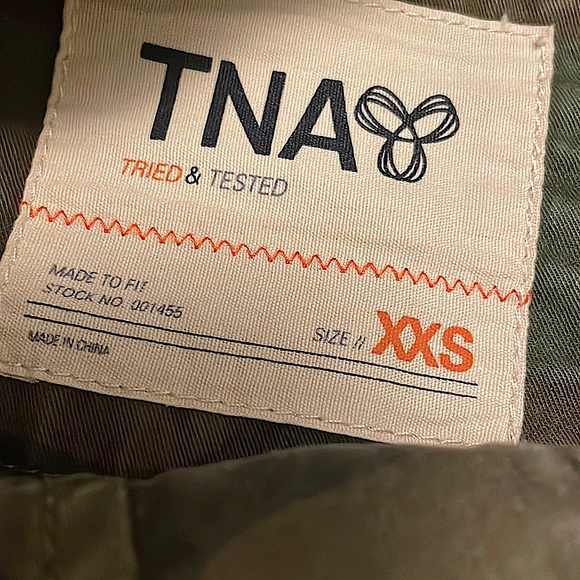 TNA
TRIED & TESTED
MADE TO FIT
STOCK NO. 001455
SIZE // XXS
MADE IN CHINA